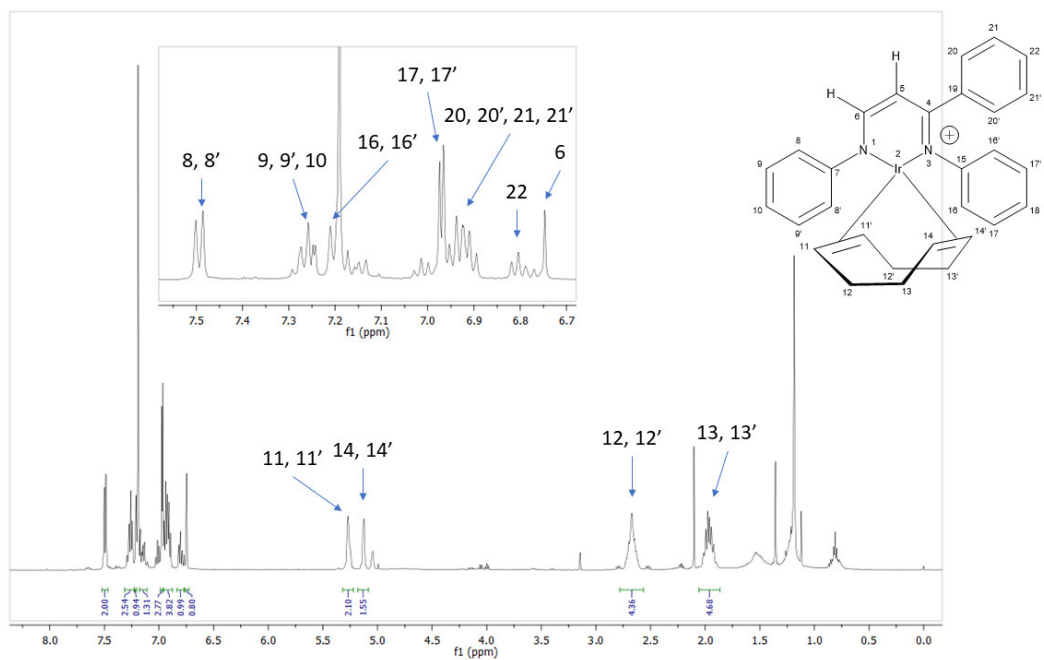 17, 17’
20, 20’, 21, 21’
16, 16’
9, 9’, 10
8, 8’
6
22
7.5 7.4 7.3 7.2 7.1 7.0 6.9 6.8 6.7
f1 (ppm)
21
20 22
H
19
5 4 21'
H
20'
6
8 16'
1 2 3 15 17'
9 N N
7 Ir
10 8' 16 18
9' 17
11' 14 14'
11
12' 13'
12 13
11, 11’
14, 14’
12, 12’
13, 13’
2.00 2.54 0.94 1.31 2.77 3.82 0.99 0.80 2.10 1.55 4.36 4.68
8.0 7.5 7.0 6.5 6.0 5.5 5.0 4.5 4.0 3.5 3.0 2.5 2.0 1.5 1.0 0.5 0.0
f1 (ppm)